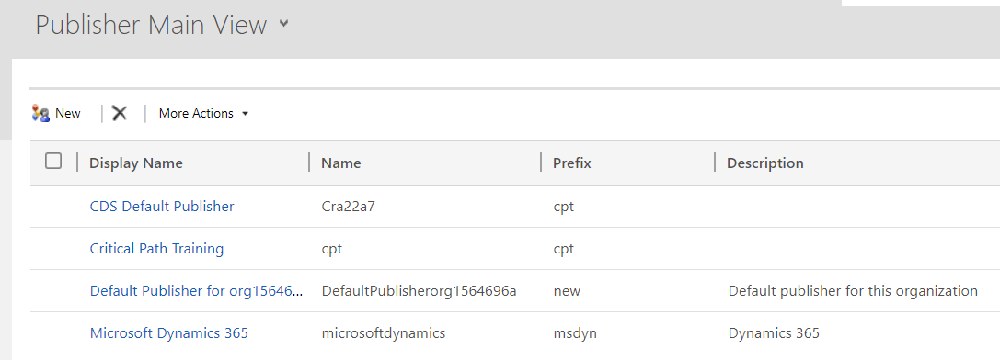 Publisher Main View
New More Actions
Display Name Name Prefix Description
CDS Default Publisher Cra22a7 cpt
Critical Path Training cpt cpt
Default Publisher for org15646... DefaultPublisherorg1564696a new Default publisher for this organization
Microsoft Dynamics 365 microsoftdynamics msdyn Dynamics 365